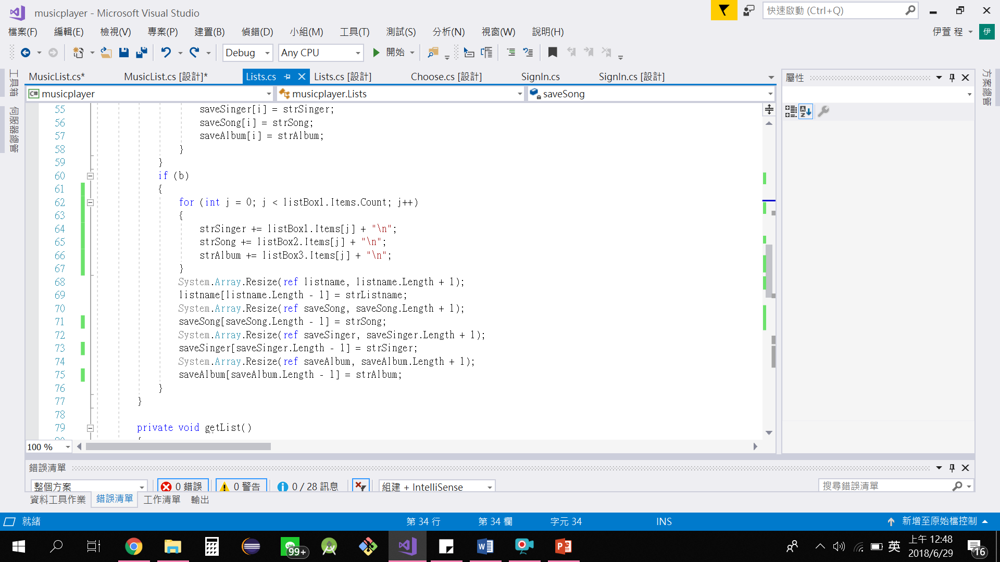 musicplayer - Microsoft Visual Studio
快速啟動 (Ctrl+Q)
檔案(F) 編輯(E) 檢視(V) 專案(P) 建置(B) 偵錯(D) 小組(M) 工具(T) 測試(S) 分析(N) 視窗(W) 說明(H)
伊萱 程 伊
Debug Any CPU 開始
工具箱
伺服器總管
MusicList.cs* MusicList.cs [設計]* Lists.cs Lists.cs [設計] Choose.cs [設計] SignIn.cs SignIn.cs [設計]
屬性
方案總管
C# musicplayer musicplayer.Lists saveSong
55 saveSinger[i] = strSinger;
56 saveSong[i] = strSong;
57 saveAlbum[i] = strAlbum;
58 }
59 }
60 if (b)
61 {
62 for (int j = 0; j < listBox1.Items.Count; j++)
63 {
64 strSinger += listBox1.Items[j] + "\n";
65 strSong += listBox2.Items[j] + "\n";
66 strAlbum += listBox3.Items[j] + "\n";
67 }
68 System.Array.Resize(ref listname, listname.Length + 1);
69 listname[listname.Length - 1] = strListname;
70 System.Array.Resize(ref saveSong, saveSong.Length + 1);
71 saveSong[saveSong.Length - 1] = strSong;
72 System.Array.Resize(ref saveSinger, saveSinger.Length + 1);
73 saveSinger[saveSinger.Length - 1] = strSinger;
74 System.Array.Resize(ref saveAlbum, saveAlbum.Length + 1);
75 saveAlbum[saveAlbum.Length - 1] = strAlbum;
76 }
77 }
78
79 private void getList()
80 {
100 %
錯誤清單
整個方案 0 錯誤 0 警告 0 / 28 訊息 組建 + IntelliSense 搜尋錯誤清單
資料工具作業 錯誤清單 工作清單 輸出
就緒 第 34 行 第 34 欄 字元 34 INS 新增至原始檔控制
LINE 99+ 英 上午 12:48
2018/6/29 16